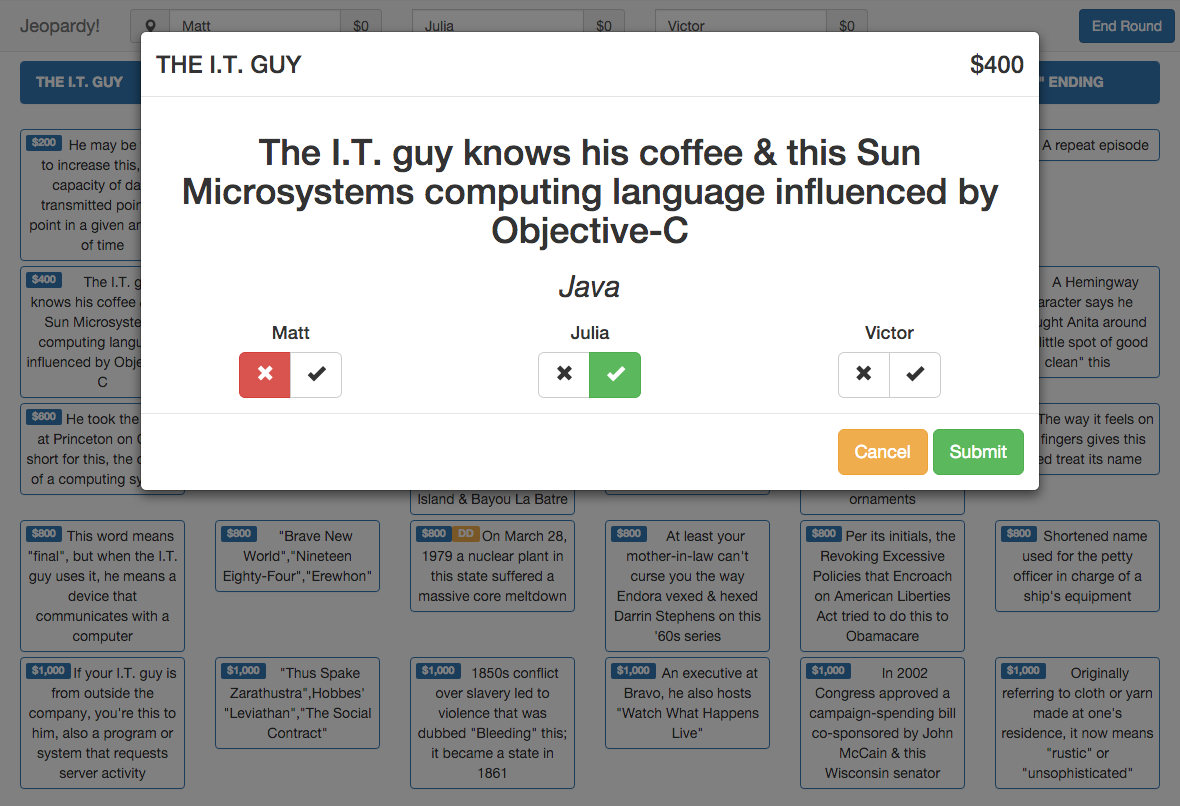 Jeopardy!
Matt
$0
Julia
$0
Victor
$0
End Round
THE I.T. GUY
" ENDING
THE I.T. GUY
$400
The I.T. guy knows his coffee & this Sun
Microsystems computing language influenced by
Objective-C
Java
Matt
Julia
Victor
Cancel
Submit
$200 He may be
to increase this,
capacity of da
transmitted poin
point in a given
of time
A repeat episode
$400 The I.T. g
knows his coffee
Sun Microsyste
computing langu
influenced by Obje
C
A Hemingway
aracter says he
ught Anita around
little spot of good
clean" this
$600 He took the
at Princeton on
short for this, the
of a computing sy
Island & Bayou La Batre
ornaments
The way it feels on
fingers gives this
ed treat its name
$800 This word means
"final", but when the I.T.
guy uses it, he means a
device that
communicates with a
computer
$800 "Brave New
World","Nineteen
Eighty-Four","Erewhon"
$800 DD On March 28,
1979 a nuclear plant in
this state suffered a
massive core meltdown
$800 At least your
mother-in-law can't
curse you the way
Endora vexed & hexed
Darrin Stephens on this
'60s series
$800 Per its initials, the
Revoking Excessive
Policies that Encroach
on American Liberties
Act tried to do this to
Obamacare
$800 Shortened name
used for the petty
officer in charge of a
ship's equipment
$1,000 If your I.T. guy is
from outside the
company, you're this to
him, also a program or
system that requests
server activity
$1,000 "Thus Spake
Zarathustra",Hobbes'
"Leviathan","The Social
Contract"
$1,000 1850s conflict
over slavery led to
violence that was
dubbed "Bleeding" this;
it became a state in
1861
$1,000 An executive at
Bravo, he also hosts
"Watch What Happens
Live"
$1,000 In 2002
Congress approved a
campaign-spending bill
co-sponsored by John
McCain & this
Wisconsin senator
$1,000 Originally
referring to cloth or yarn
made at one's
residence, it now means
"rustic" or
"unsophisticated"